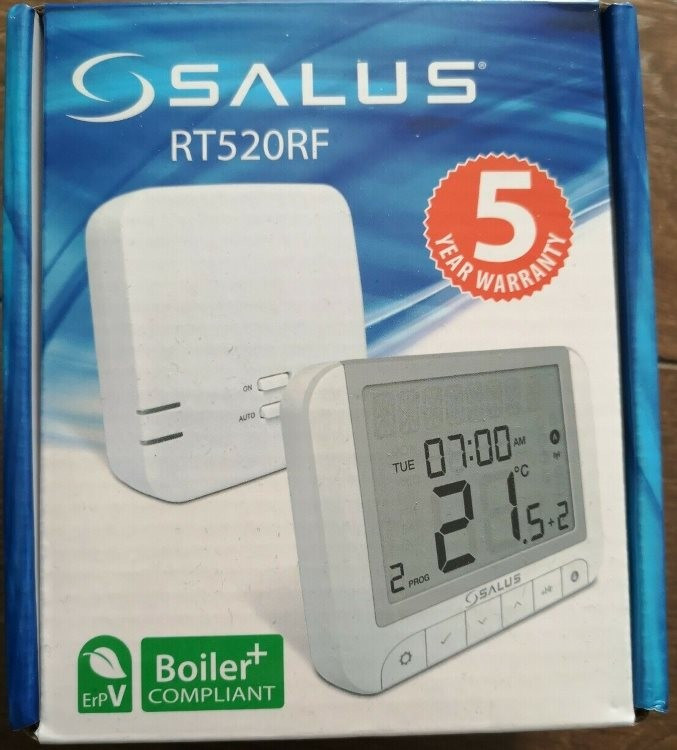 SALUS®
RT520RF
5
YEAR WARRANTY
ON
AUTO
TUE 07:00 AM
21.5 °C +2
2 PROG
SALUS
ErP V
Boiler+
COMPLIANT